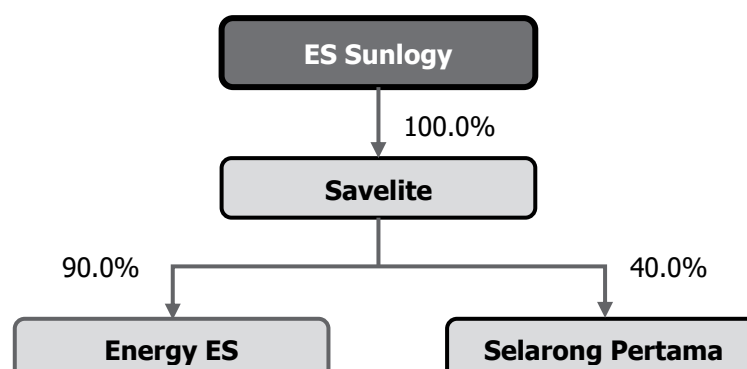 ES Sunlogy
100.0%
Savelite
90.0%
40.0%
Energy ES
Selarong Pertama